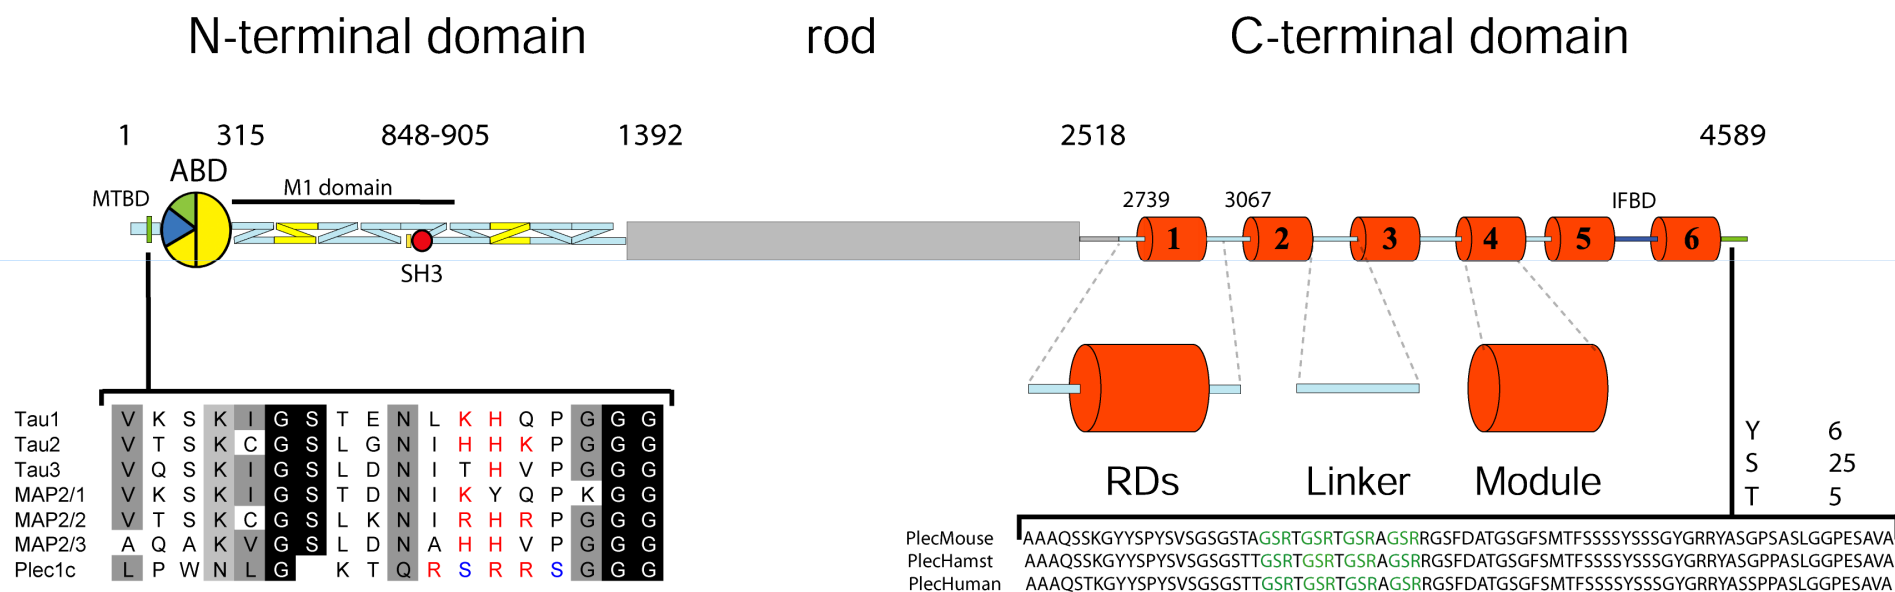 N-terminal domain rod C-terminal domain
1 315 848-905 1392 2518 4589
ABD
MTBD M1 domain 2739 3067 IFBD
1 2 3 4 5 6
SH3
RDs Linker Module
Tau1 V K S K I G S T E N L K H Q P G G G
Tau2 V T S K C G S L G N I H H K P G G G
Tau3 V Q S K I G S L D N I T H V P G G G
MAP2/1 V K S K I G S T D N I K Y Q P K G G
MAP2/2 V T S K C G S L K N I R H R P G G G
MAP2/3 A Q A K V G S L D N A H H V P G G G
Plec1c L P W N L G K T Q R S R R S G G G
Y 6
S 25
T 5
PlecMouse AAAQSSKGYYSPYSVSGSGSTAGSRTGSRTGSRAGSRRGSFDATGSGFSMTFSSSSYSSSGYGRRYASGPSASLGGPESAVA
PlecHamst AAAQSSKGYYSPYSVSGSGSTTGSRTGSRTGSRAGSRRGSFDATGSGFSMTFSSSSYSSSGYGRRYASGPPASLGGPESAVA
PlecHuman AAAQSTKGYYSPYSVSGSGSTTGSRTGSRTGSRAGSRRGSFDATGSGFSMTFSSSSYSSSGYGRRYASSPPASLGGPESAVA